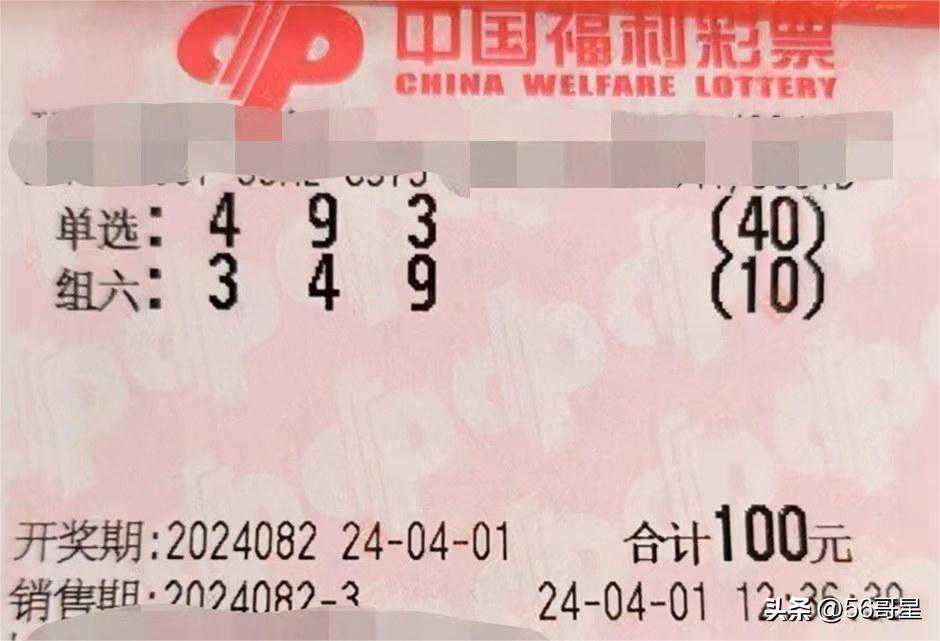 中国福利彩票
CHINA WELFARE LOTTERY
单选: 4 9 3 (40)
组六: 3 4 9 (10)
开奖期:2024082 24-04-01 合计100元
销售期:2024082-3 24-04-01
头条 @56哥星